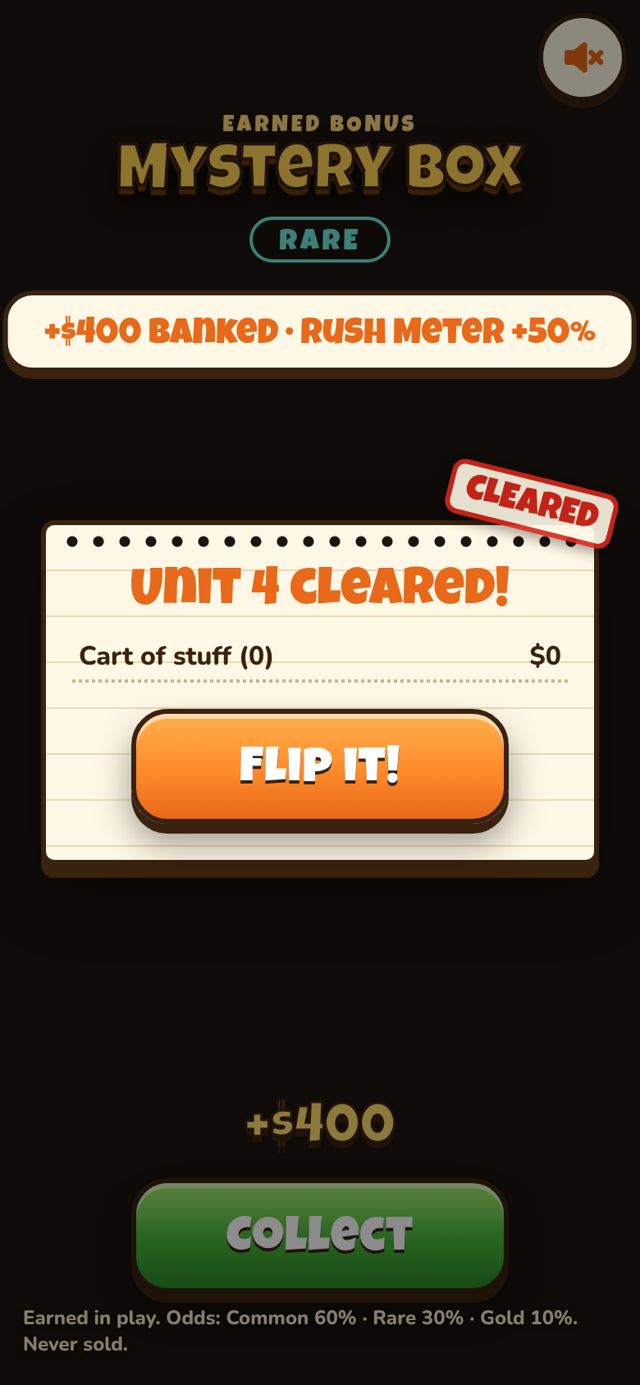 EARNED BONUS
MYSTERY BOX
RARE
+$400 BANKED · RUSH METER +50%
CLEARED
UNIT 4 CLEARED!
Cart of stuff (0) $0
FLIP IT!
+$400
COLLECT
Earned in play. Odds: Common 60% · Rare 30% · Gold 10%.
Never sold.